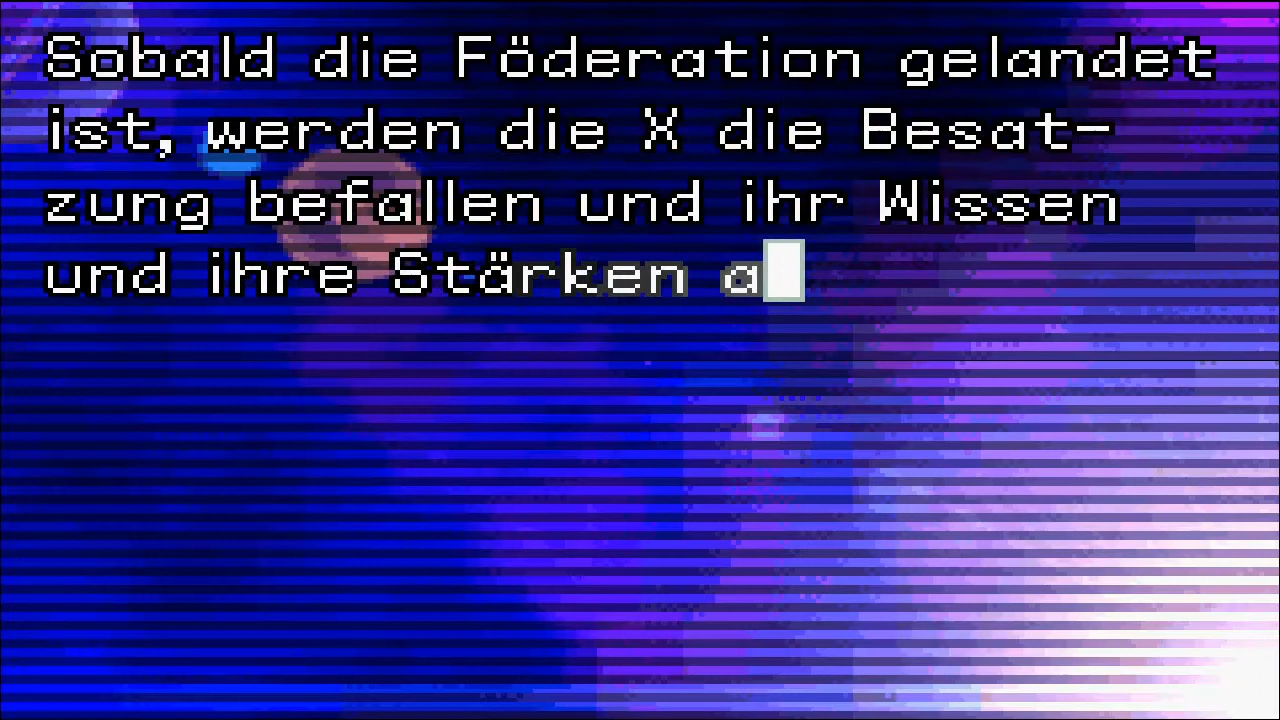 Sobald die Föderation gelandet
ist, werden die X die Besat-
zung befallen und ihr Wissen
und ihre Stärken a